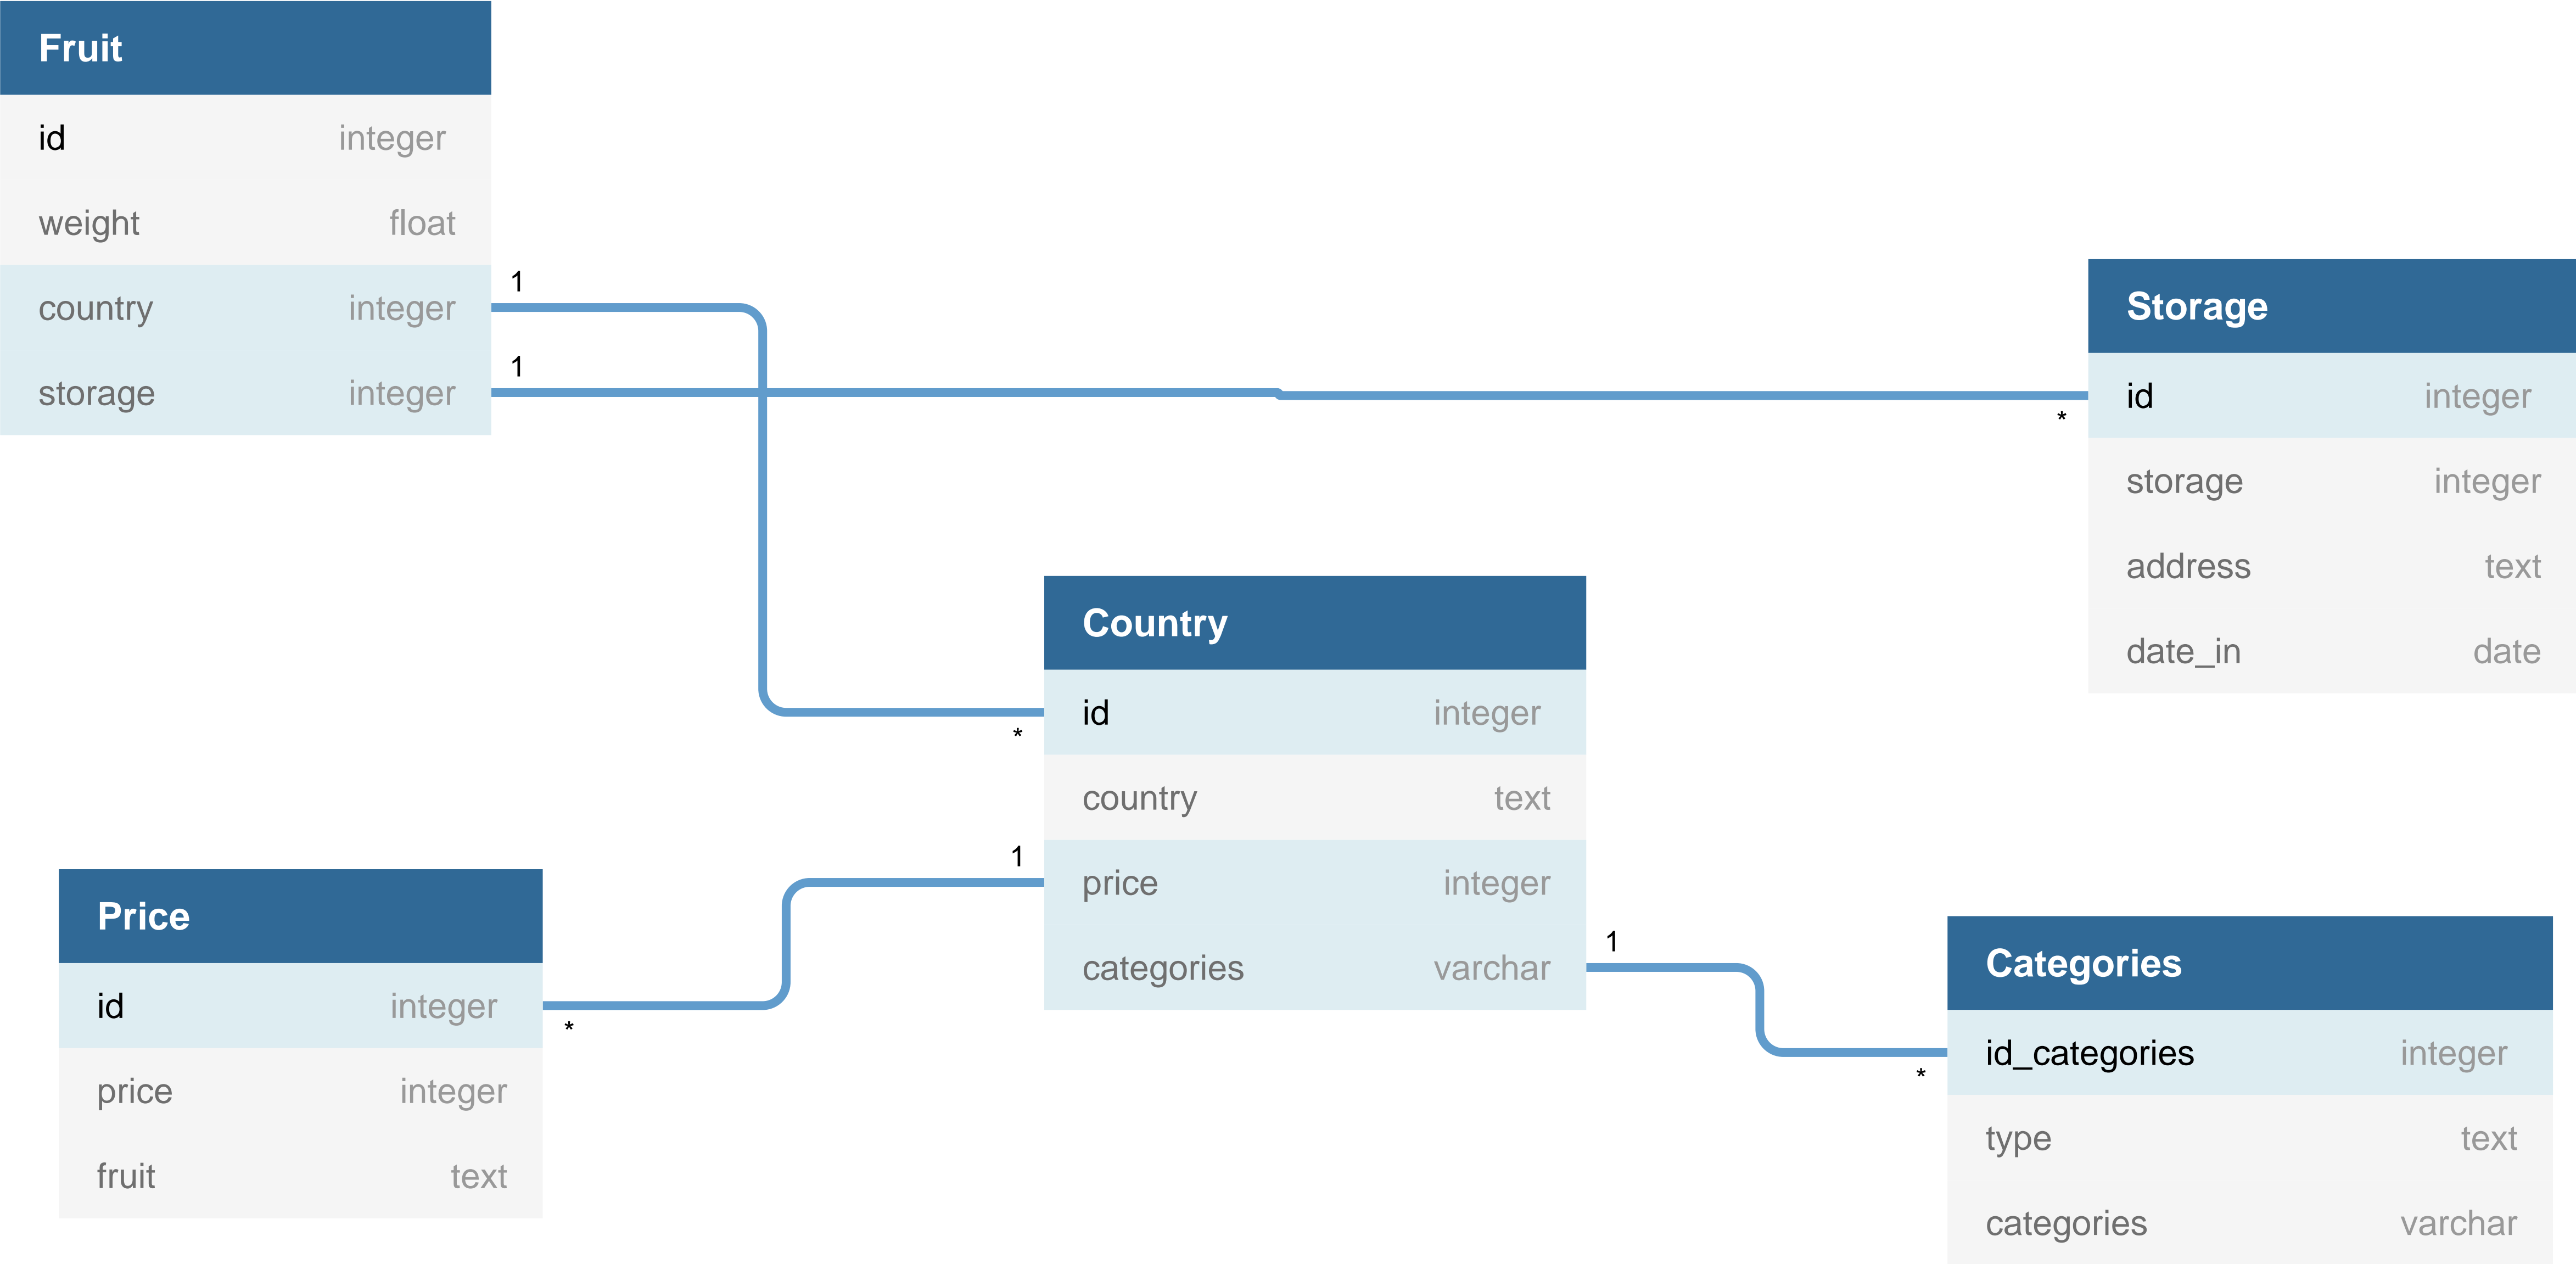 Fruit
id integer
weight float
country integer
1
storage integer
1
Storage
id integer
*
storage integer
address text
date_in date
Country
id integer
*
country text
price integer
1
categories varchar
1
Price
id integer
*
price integer
fruit text
Categories
id_categories integer
*
type text
categories varchar